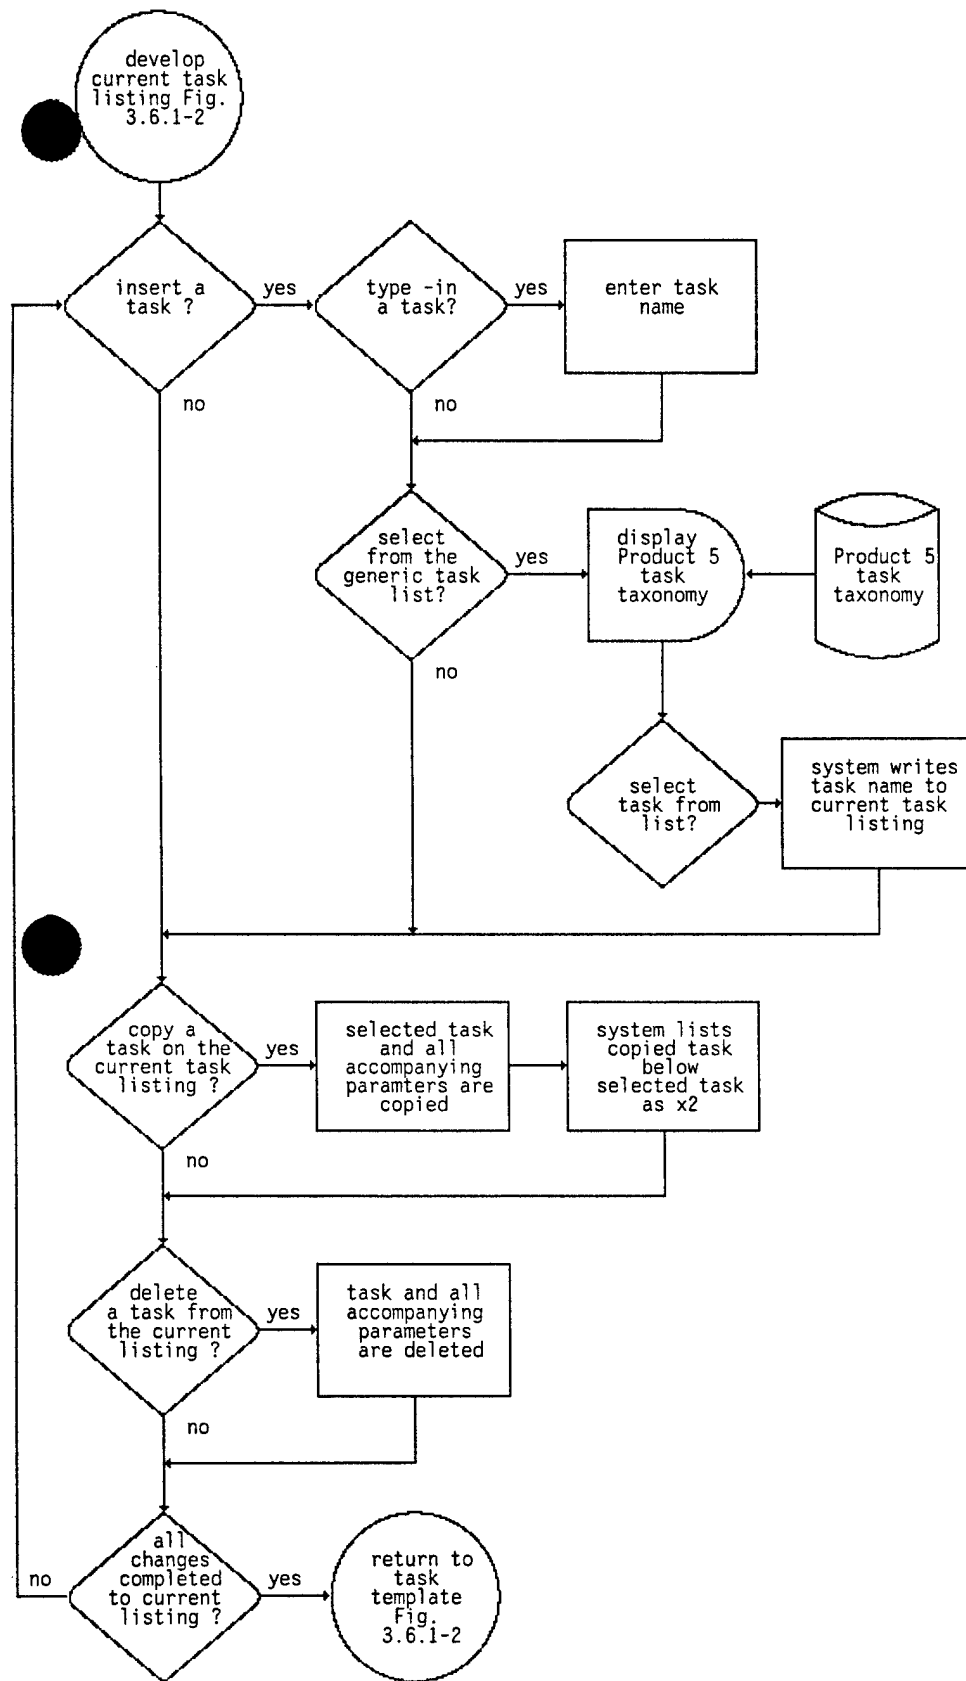 develop
current task
listing Fig.
3.6.1-2
insert a
task ?
yes
type -in
a task?
yes
enter task
name
no
no
select
from the
generic task
list?
yes
display
Product 5
task
taxonomy
Product 5
task
taxonomy
no
select
task from
list?
system writes
task name to
current task
listing
copy a
task on the
current task
listing ?
yes
selected task
and all
accompanying
paramters are
copied
system lists
copied task
below
selected task
as x2
no
delete
a task from
the current
listing ?
yes
task and all
accompanying
parameters
are deleted
no
all
changes
completed
to current
listing ?
no
yes
return to
task
template
Fig.
3.6.1-2